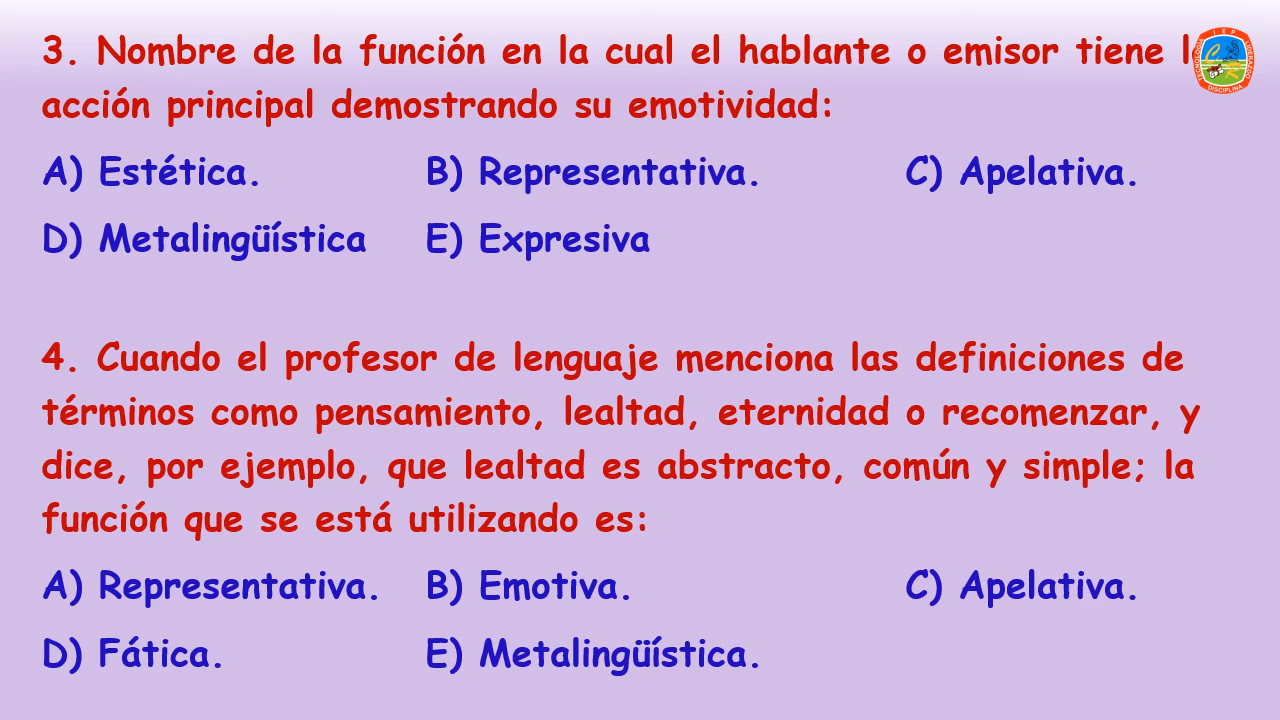 3. Nombre de la función en la cual el hablante o emisor tiene l
acción principal demostrando su emotividad:
A) Estética. B) Representativa. C) Apelativa.
D) Metalingüística E) Expresiva
4. Cuando el profesor de lenguaje menciona las definiciones de
términos como pensamiento, lealtad, eternidad o recomenzar, y
dice, por ejemplo, que lealtad es abstracto, común y simple; la
función que se está utilizando es:
A) Representativa. B) Emotiva. C) Apelativa.
D) Fática. E) Metalingüística.
I E P
TECNOLOGÍA
LIDERAZGO
DISCIPLINA